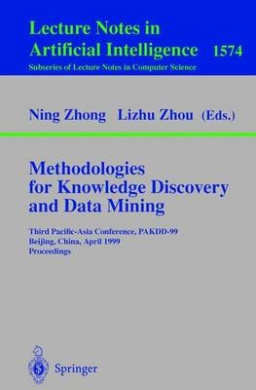 Lecture Notes in
Artificial Intelligence 1574
Subseries of Lecture Notes in Computer Science
Ning Zhong Lizhu Zhou (Eds.)
Methodologies
for Knowledge Discovery
and Data Mining
Third Pacific-Asia Conference, PAKDD-99
Beijing, China, April 1999
Proceedings
Springer